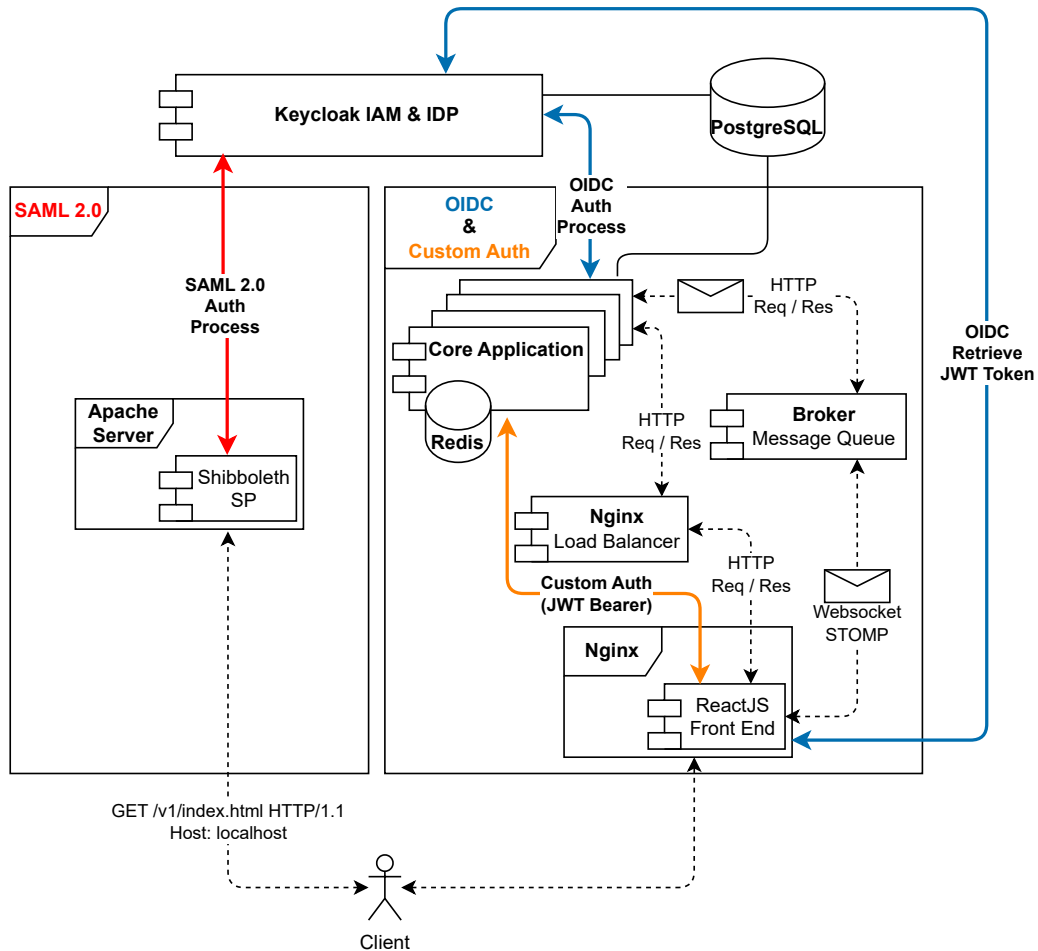 Keycloak IAM & IDP
PostgreSQL
SAML 2.0
OIDC
&
Custom Auth
OIDC
Auth
Process
SAML 2.0
Auth
Process
HTTP
Req / Res
OIDC
Retrieve
JWT Token
Core Application
Redis
Apache
Server
Shibboleth
SP
HTTP
Req / Res
Broker
Message Queue
Nginx
Load Balancer
HTTP
Req / Res
Custom Auth
(JWT Bearer)
Websocket
STOMP
Nginx
ReactJS
Front End
GET /v1/index.html HTTP/1.1
Host: localhost
Client